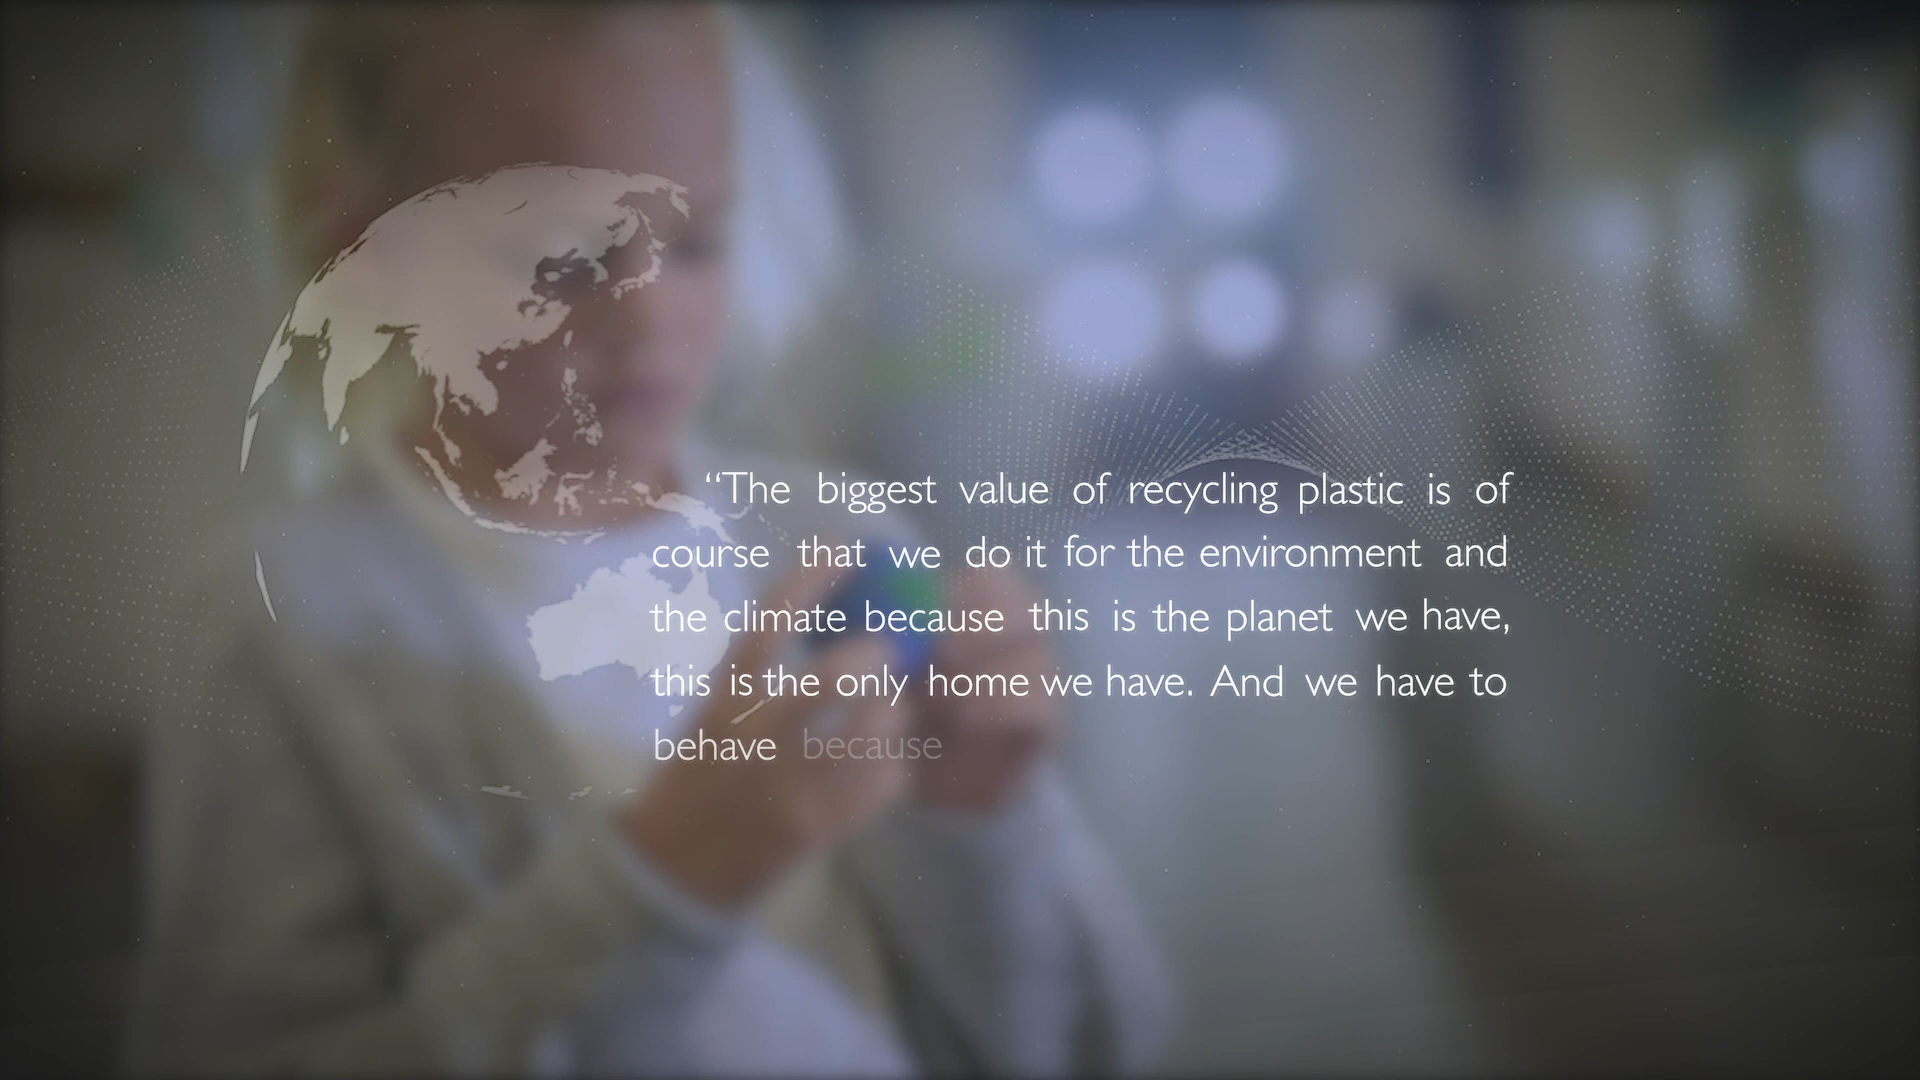 “The biggest value of recycling plastic is of
course that we do it for the environment and
the climate because this is the planet we have,
this is the only home we have. And we have to
behave because